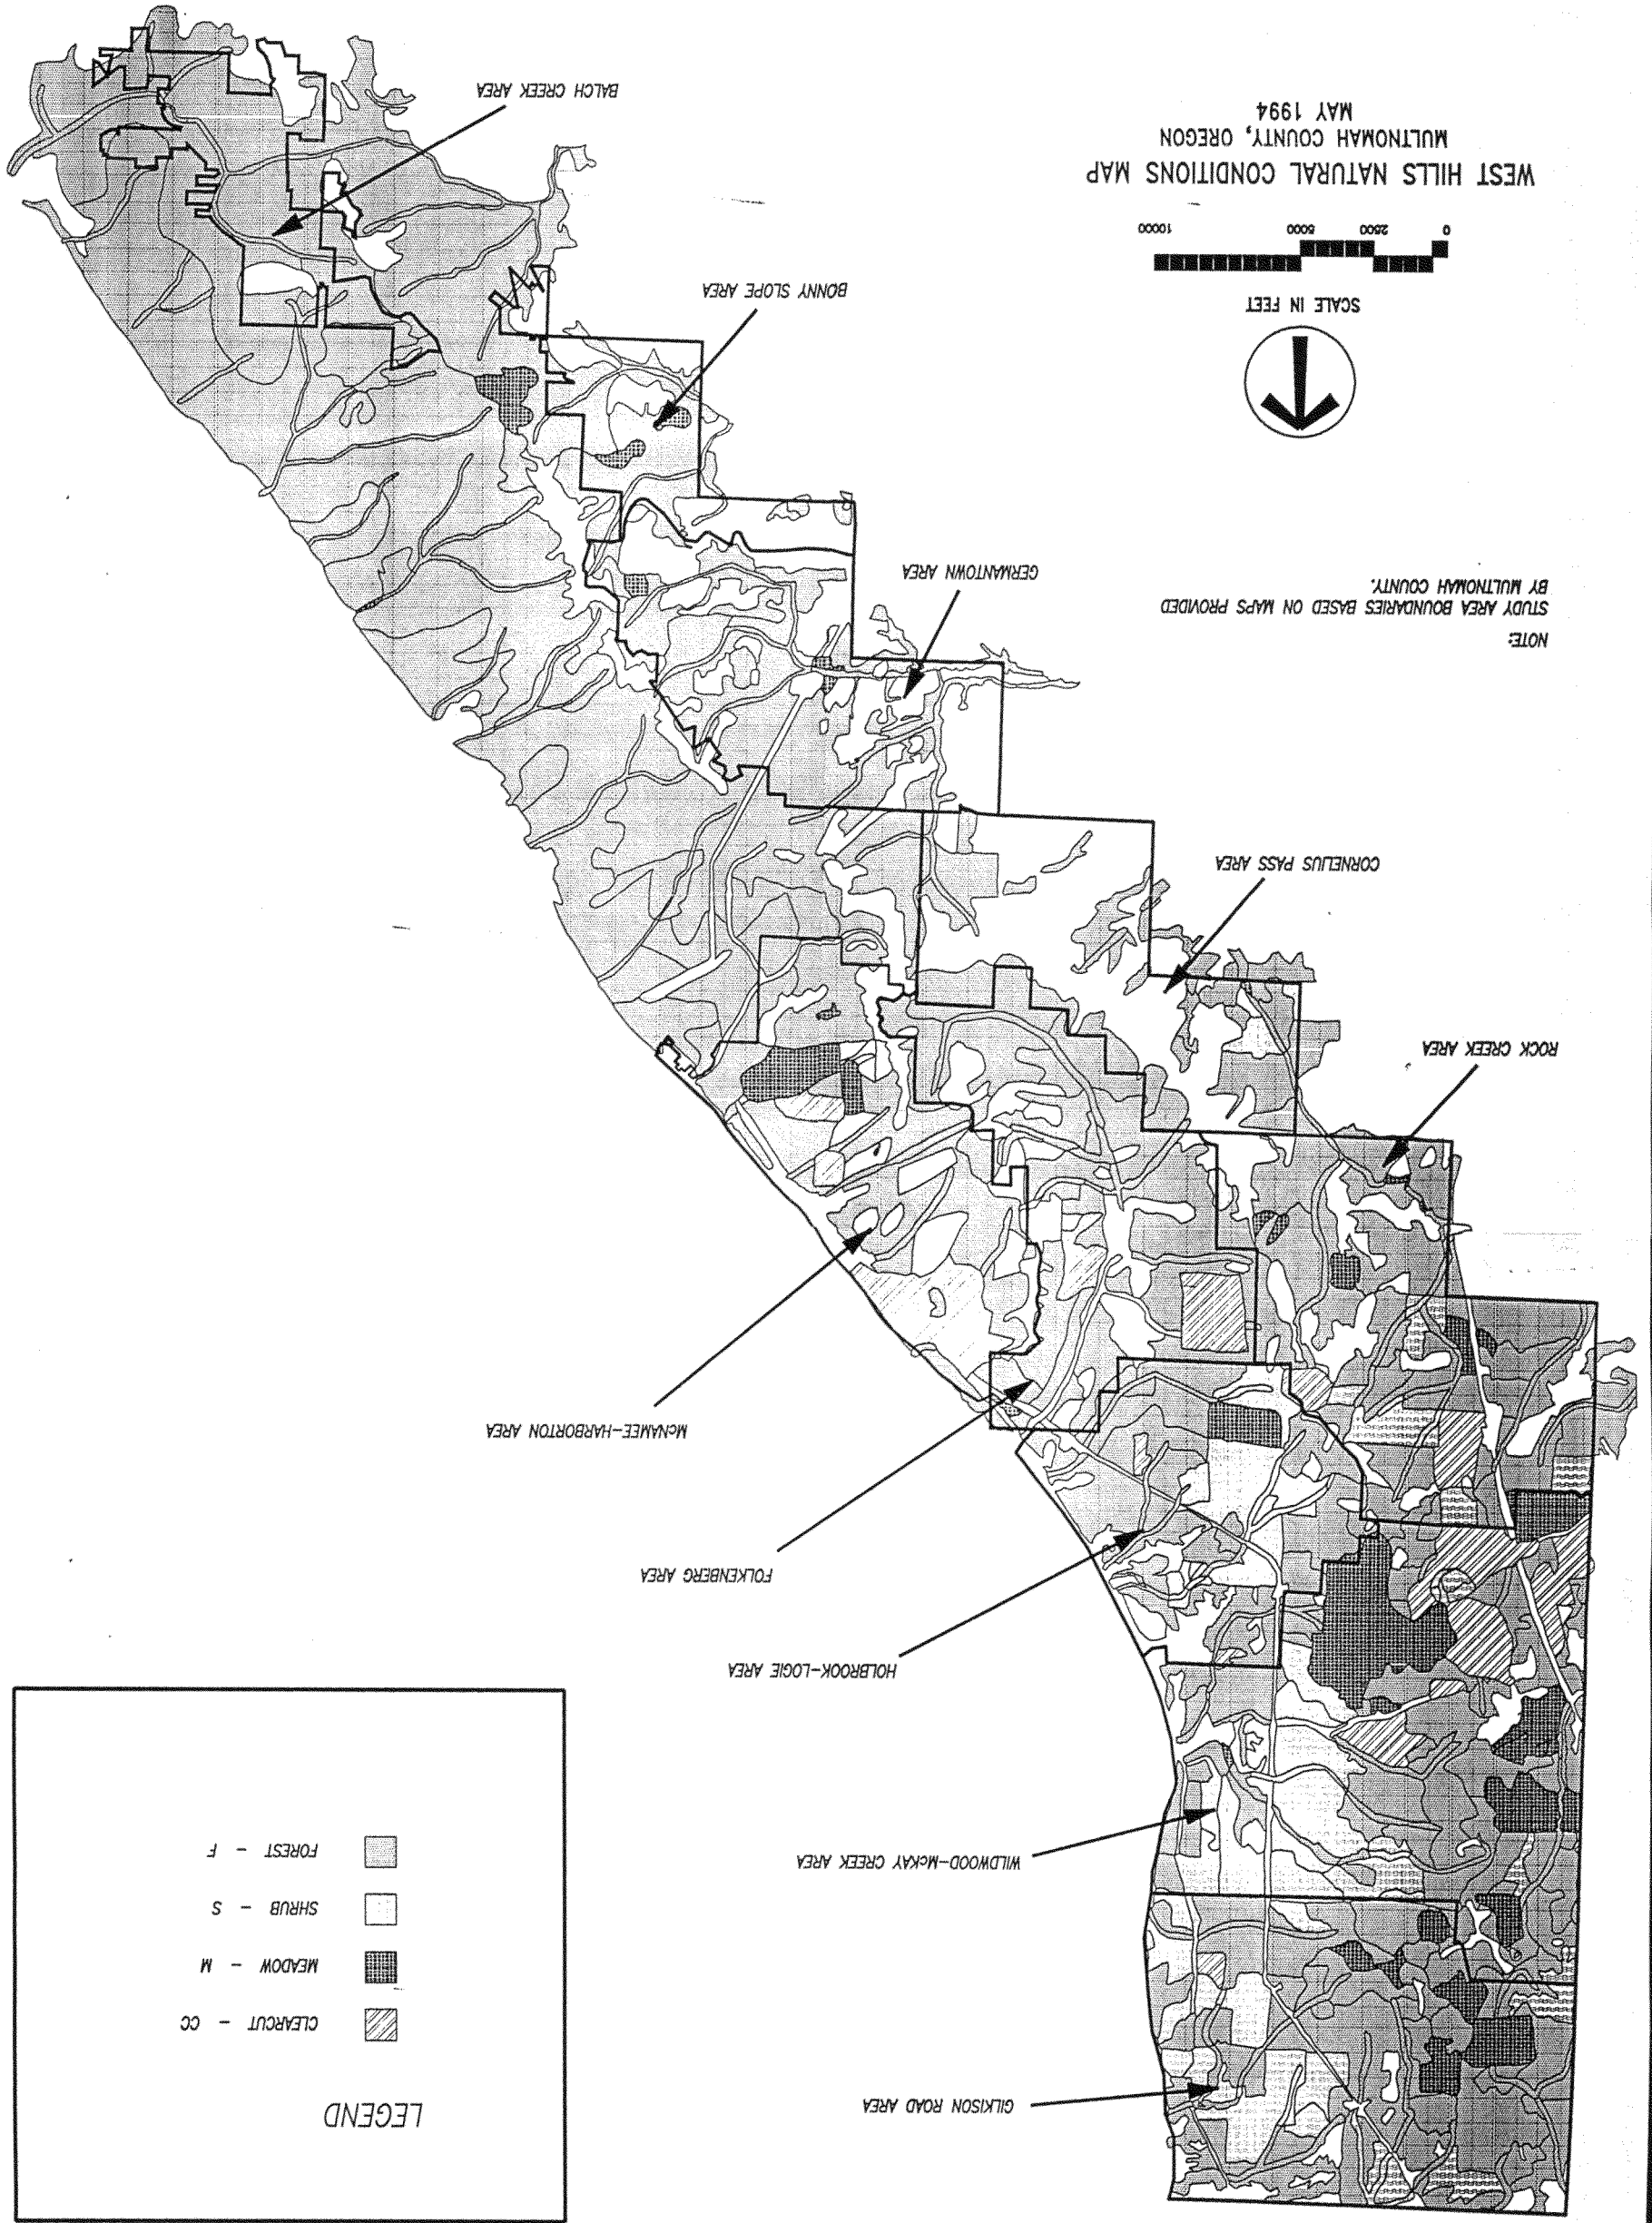 LEGEND
CLEARCUT - CC
MEADOW - M
SHRUB - S
FOREST - F
GILKISON ROAD AREA
WILDWOOD-McKAY CREEK AREA
HOLBROOK-LOGIE AREA
FOLKENBERG AREA
McNAMEE-HARBORTON AREA
ROCK CREEK AREA
CORNELIUS PASS AREA
GERMANTOWN AREA
BONNY SLOPE AREA
BALCH CREEK AREA
NOTE:
STUDY AREA BOUNDARIES BASED ON MAPS PROVIDED
BY MULTNOMAH COUNTY.
SCALE IN FEET
0 2500 5000 10000
WEST HILLS NATURAL CONDITIONS MAP
MULTNOMAH COUNTY, OREGON
MAY 1994